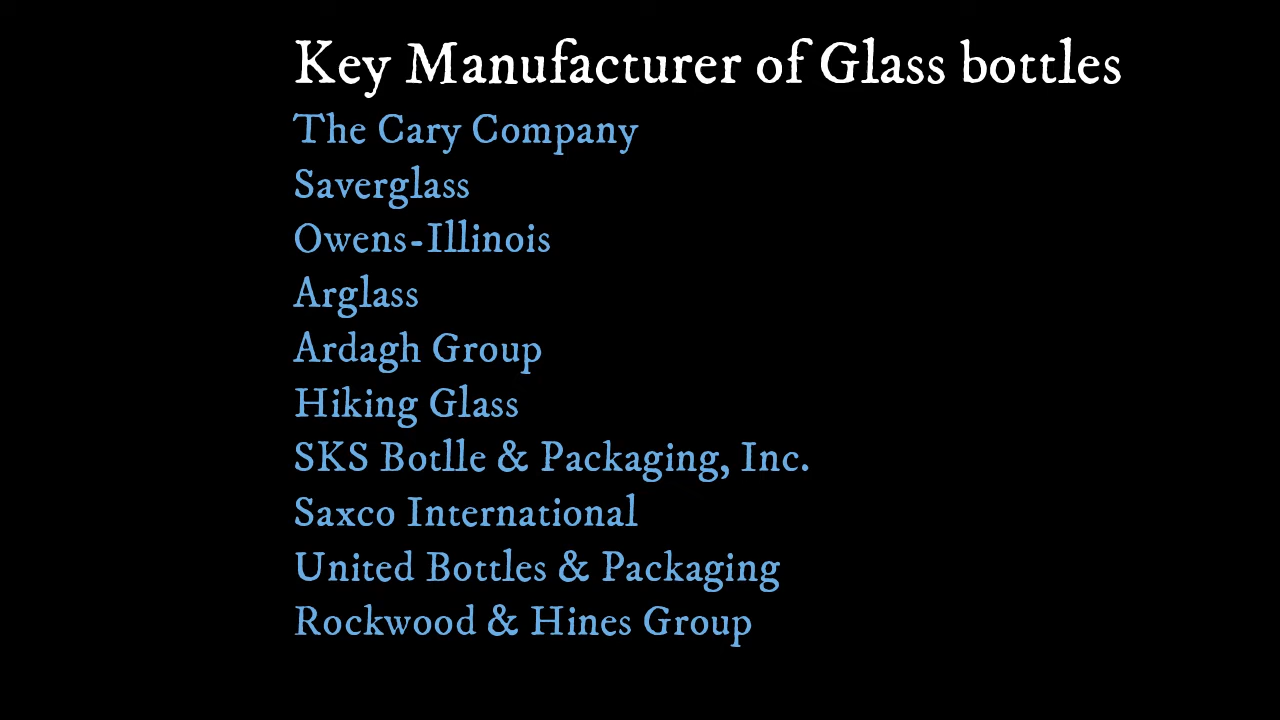 Key Manufacturer of Glass bottles
The Cary Company
Saverglass
Owens-Illinois
Arglass
Ardagh Group
Hiking Glass
SKS Botlle & Packaging, Inc.
Saxco International
United Bottles & Packaging
Rockwood & Hines Group